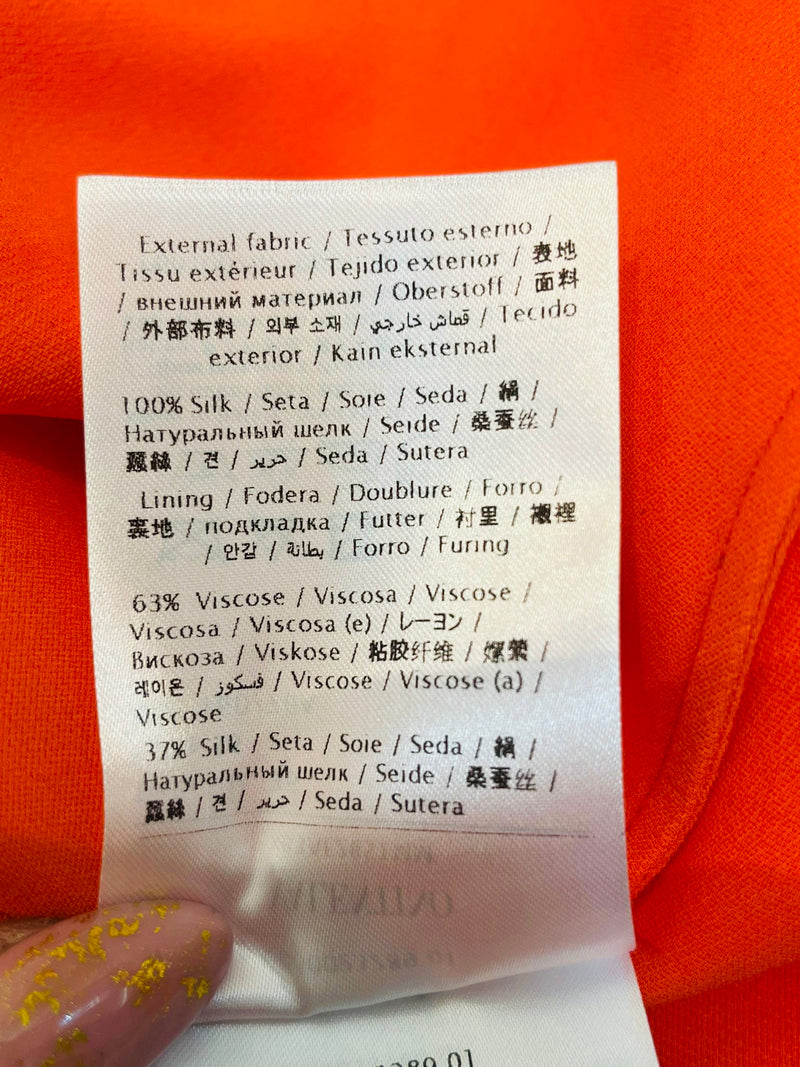 External fabric / Tessuto esterno /
Tissu extérieur / Tejido exterior / 表地
/ внешний материал / Oberstoff / 面料
/ 外部布料 / 외부 소재 / قماش خارجي / Tecido
exterior / Kain eksternal
100% Silk / Seta / Soie / Seda / 絹 /
Натуральный шелк / Seide / 桑蚕丝 /
蠶絲 / 견 / حرير / Seda / Sutera
Lining / Fodera / Doublure / Forro /
裏地 / подкладка / Futter / 衬里 / 襯裡
/ 안감 / بطانة / Forro / Furing
63% Viscose / Viscosa / Viscose /
Viscosa / Viscosa (e) / レーヨン /
Вискоза / Viskose / 粘胶纤维 / 嫘縈 /
레이온 / فسكوز / Viscose / Viscose (a) /
Viscose
37% Silk / Seta / Soie / Seda / 絹 /
Натуральный шелк / Seide / 桑蚕丝 /
蠶絲 / 견 / حرير / Seda / Sutera
VALENTINO